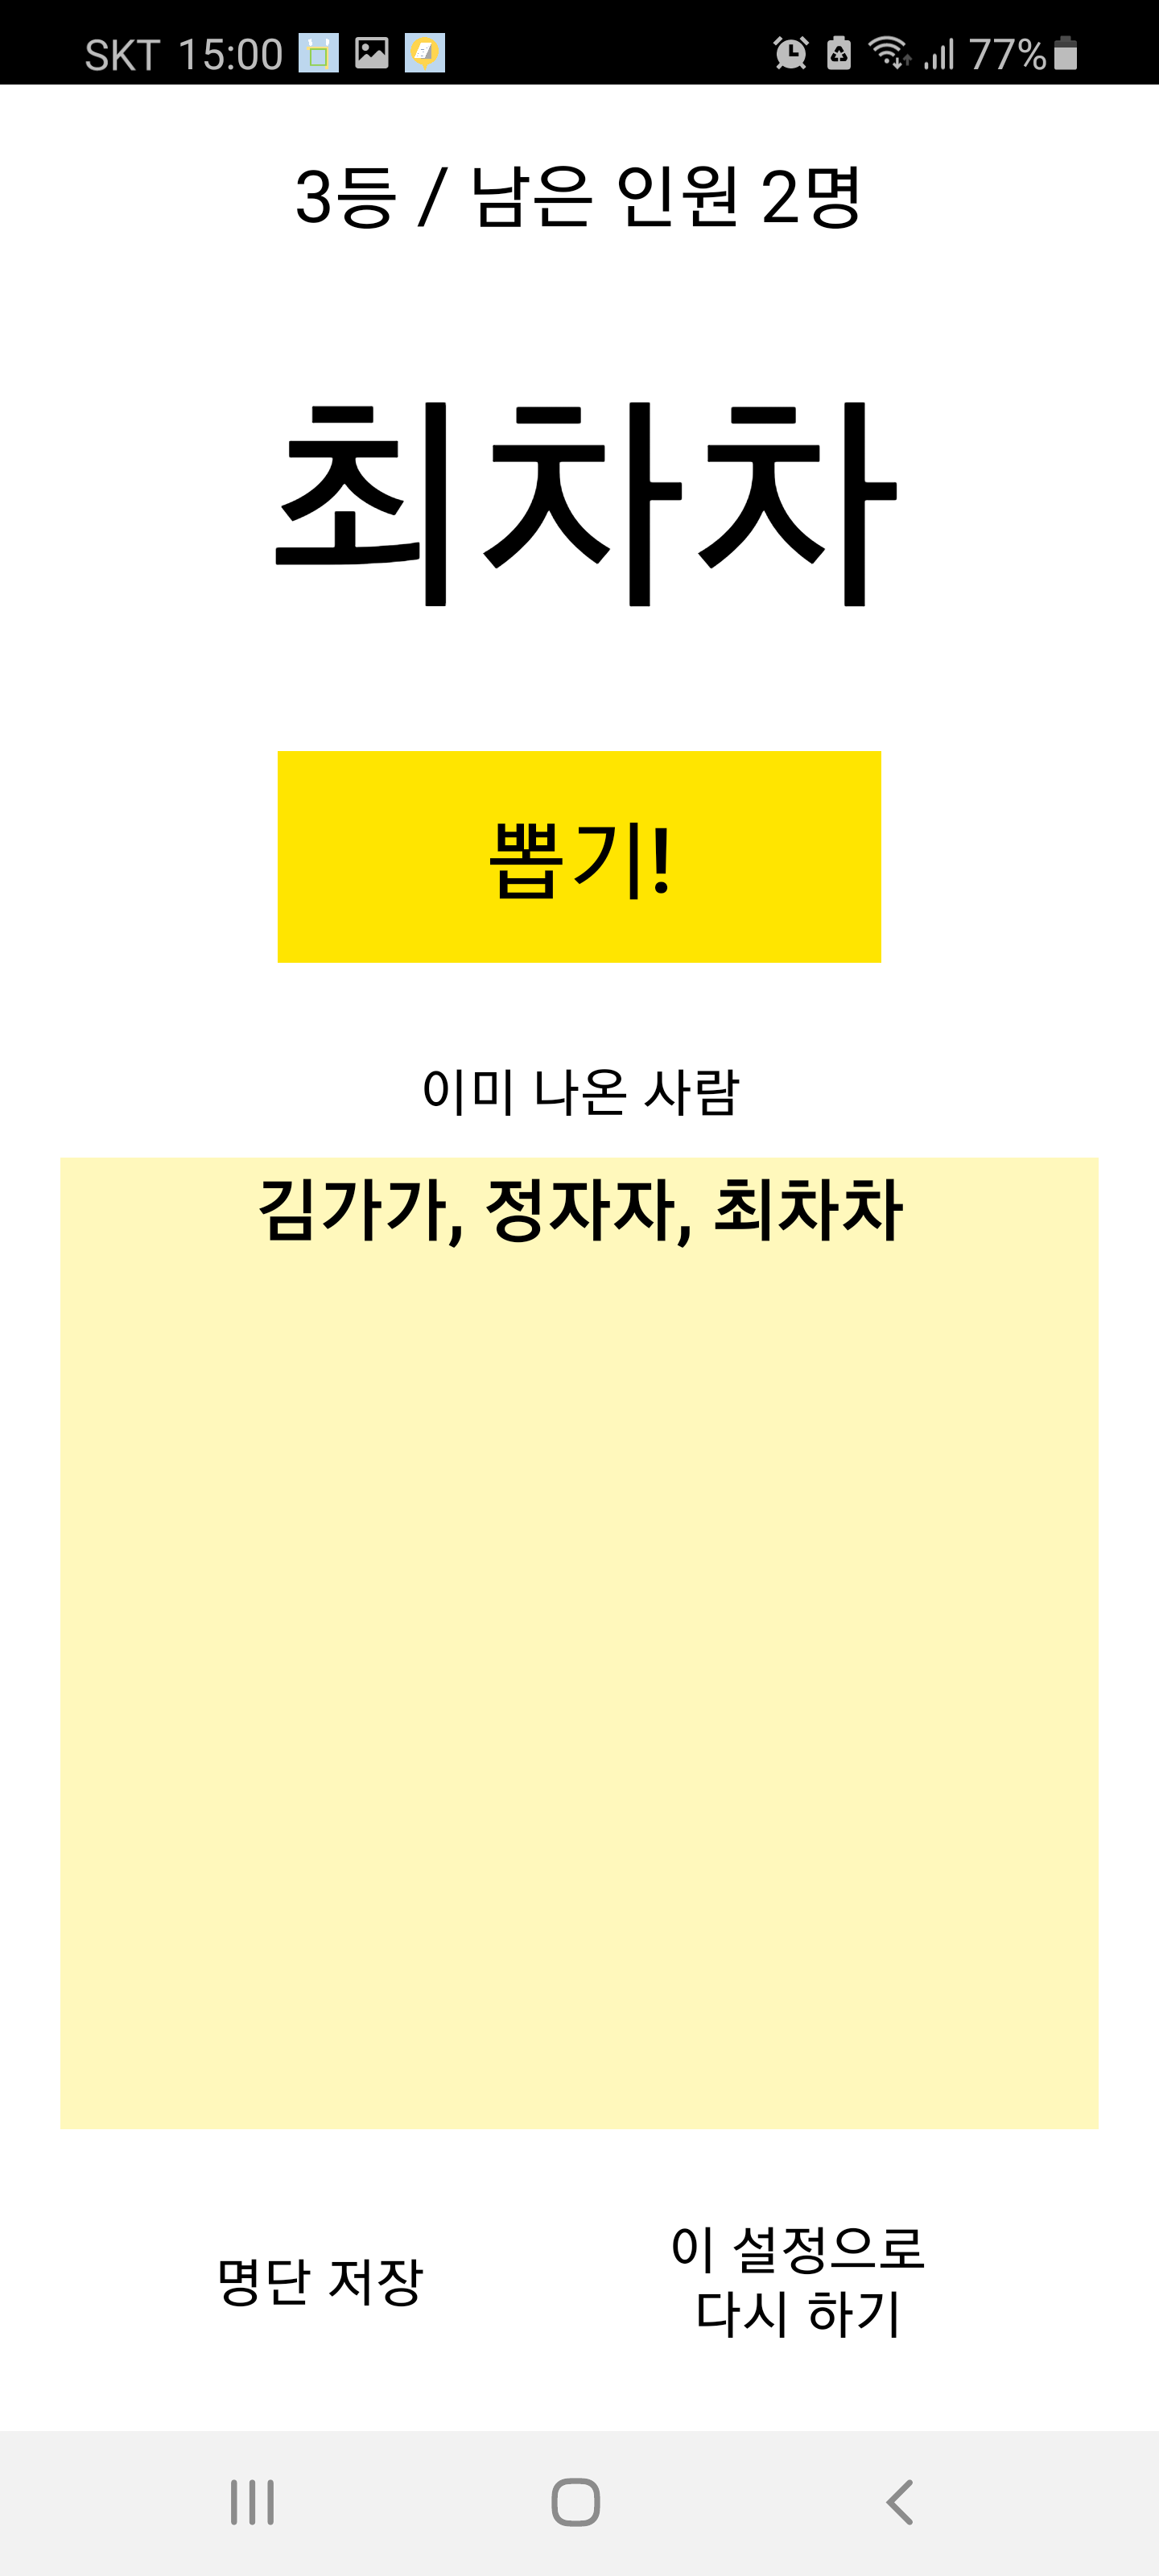 SKT 15:00 77%
3등 / 남은 인원 2명
최차차
뽑기!
이미 나온 사람
김가가, 정자자, 최차차
명단 저장
이 설정으로
다시 하기